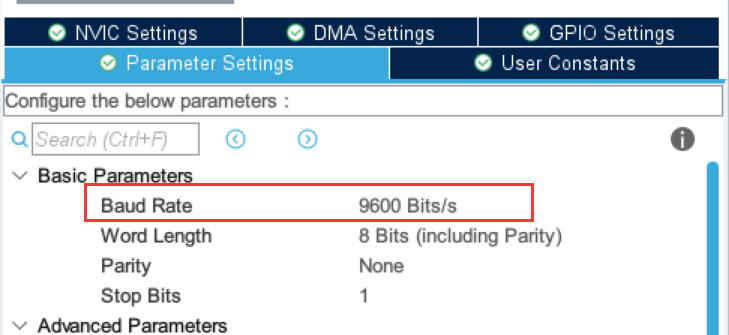 NVIC Settings DMA Settings GPIO Settings
Parameter Settings User Constants
Configure the below parameters :
Search (Ctrl+F)
Basic Parameters
Baud Rate 9600 Bits/s
Word Length 8 Bits (including Parity)
Parity None
Stop Bits 1
Advanced Parameters